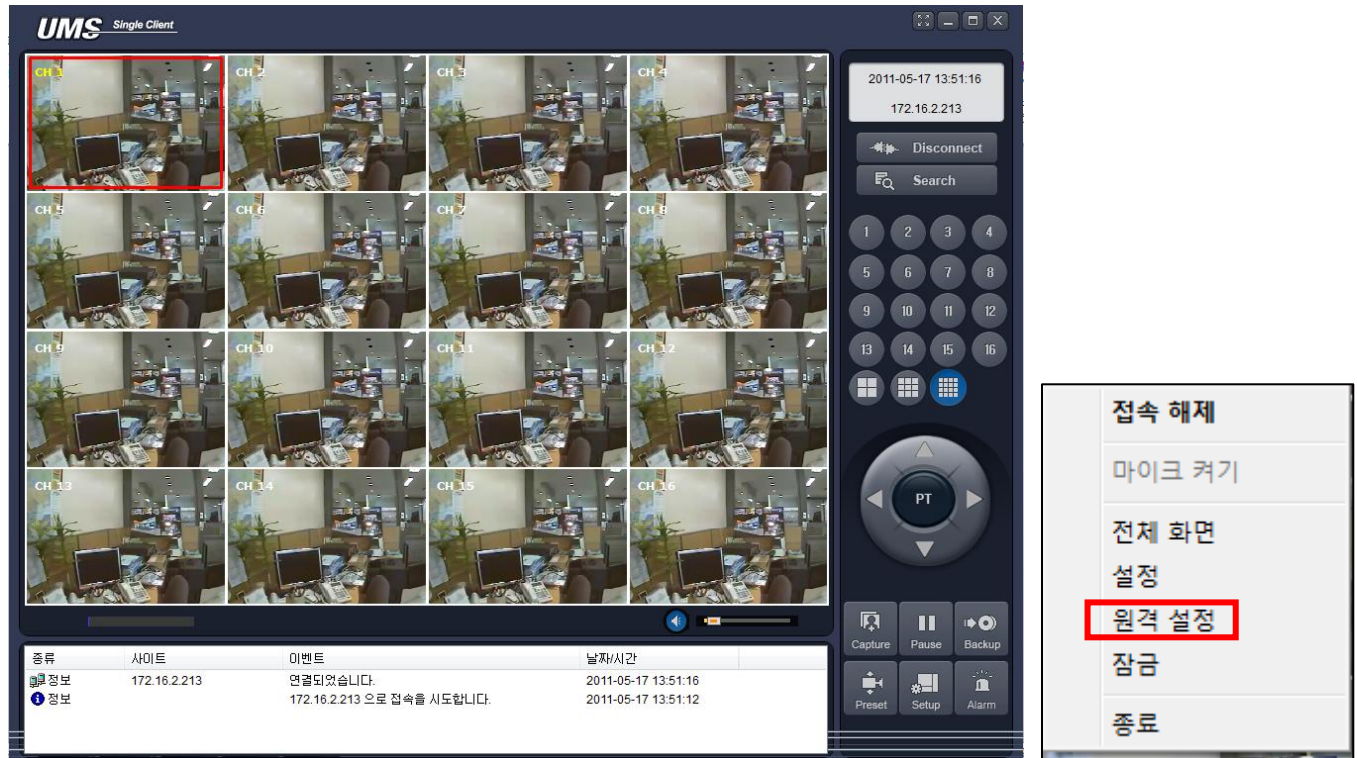 UMS Single Client
CH 1 CH 2 CH 3 CH 4
CH 5 CH 6 CH 7 CH 8
CH 9 CH 10 CH 11 CH 12
CH 13 CH 14 CH 15 CH 16
2011-05-17 13:51:16
172.16.2.213
Disconnect
Search
1 2 3 4
5 6 7 8
9 10 11 12
13 14 15 16
PT
Capture Pause Backup
Preset Setup Alarm
종류 사이트 이벤트 날짜/시간
정보 172.16.2.213 연결되었습니다. 2011-05-17 13:51:16
정보 172.16.2.213 으로 접속을 시도합니다. 2011-05-17 13:51:12
접속 해제
마이크 켜기
전체 화면
설정
원격 설정
잠금
종료